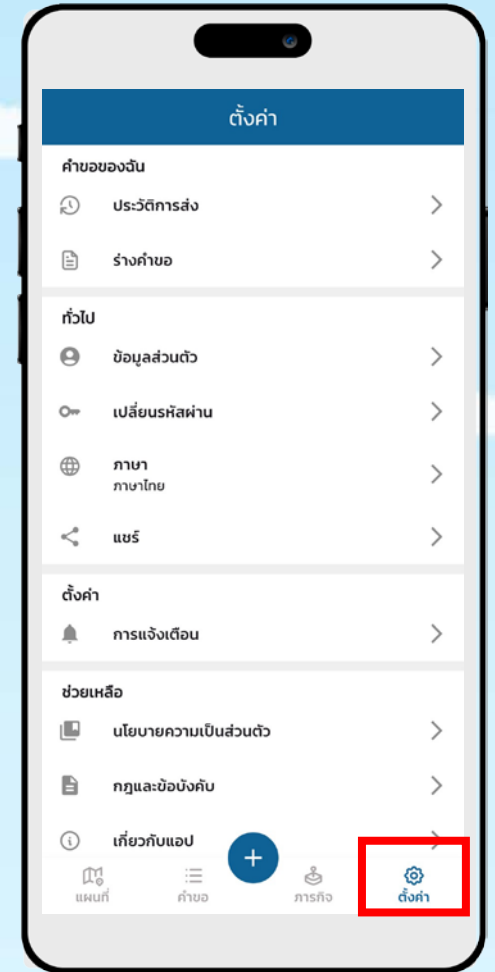 ตั้งค่า
คำขอของฉัน
ประวัติการส่ง
ร่างคำขอ
ทั่วไป
ข้อมูลส่วนตัว
เปลี่ยนรหัสผ่าน
ภาษา
ภาษาไทย
แชร์
ตั้งค่า
การแจ้งเตือน
ช่วยเหลือ
นโยบายความเป็นส่วนตัว
กฎและข้อบังคับ
เกี่ยวกับแอป
แผนที่ คำขอ + ภารกิจ ตั้งค่า